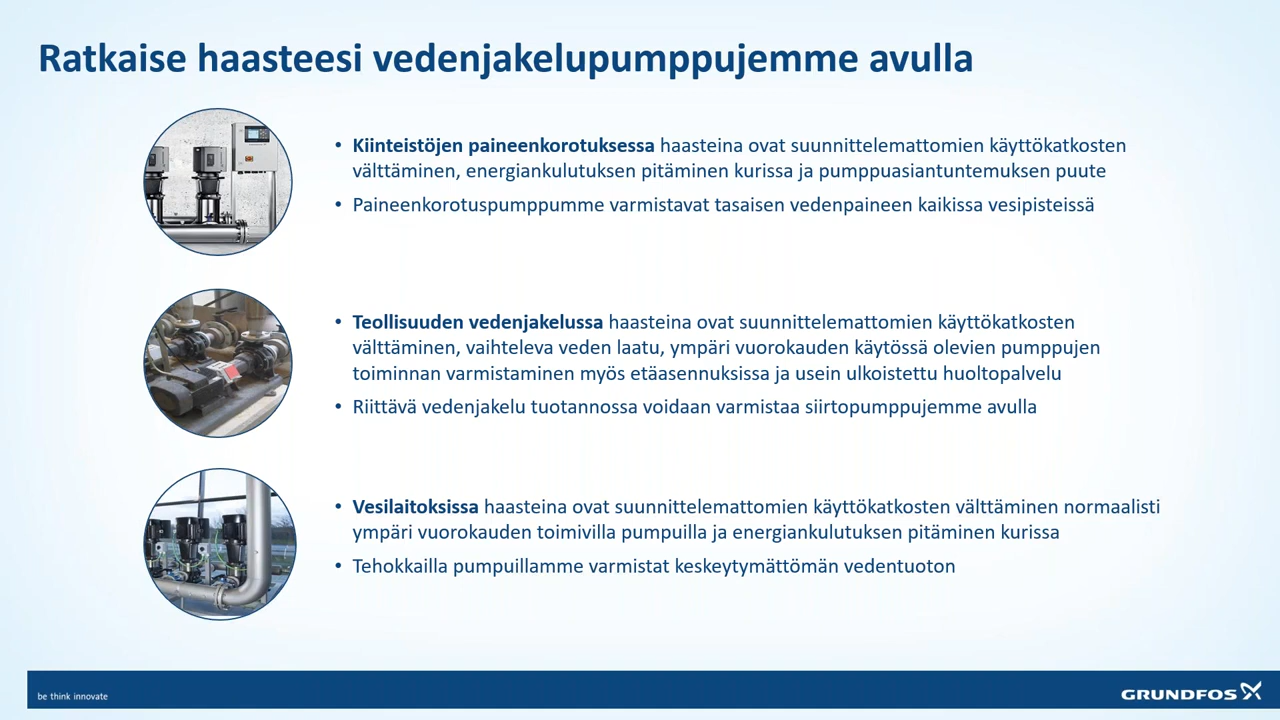 Ratkaise haasteesi vedenjakelupumppujemme avulla
• Kiinteistöjen paineenkorotuksessa haasteina ovat suunnittelemattomien käyttökatkosten
välttäminen, energiankulutuksen pitäminen kurissa ja pumppuasiantuntemuksen puute
• Paineenkorotuspumppumme varmistavat tasaisen vedenpaineen kaikissa vesipisteissä
• Teollisuuden vedenjakelussa haasteina ovat suunnittelemattomien käyttökatkosten
välttäminen, vaihteleva veden laatu, ympäri vuorokauden käytössä olevien pumppujen
toiminnan varmistaminen myös etäasennuksissa ja usein ulkoistettu huoltopalvelu
• Riittävä vedenjakelu tuotannossa voidaan varmistaa siirtopumppujemme avulla
• Vesilaitoksissa haasteina ovat suunnittelemattomien käyttökatkosten välttäminen normaalisti
ympäri vuorokauden toimivilla pumpuilla ja energiankulutuksen pitäminen kurissa
• Tehokkailla pumpuillamme varmistat keskeytymättömän vedentuoton
be think innovate
GRUNDFOS